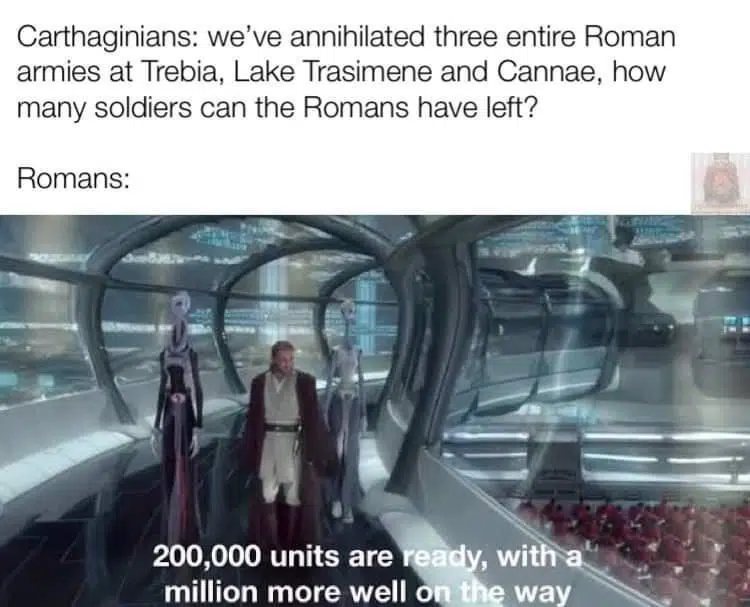 Carthaginians: we've annihilated three entire Roman
armies at Trebia, Lake Trasimene and Cannae, how
many soldiers can the Romans have left?
Romans:
200,000 units are ready, with a
million more well on the way